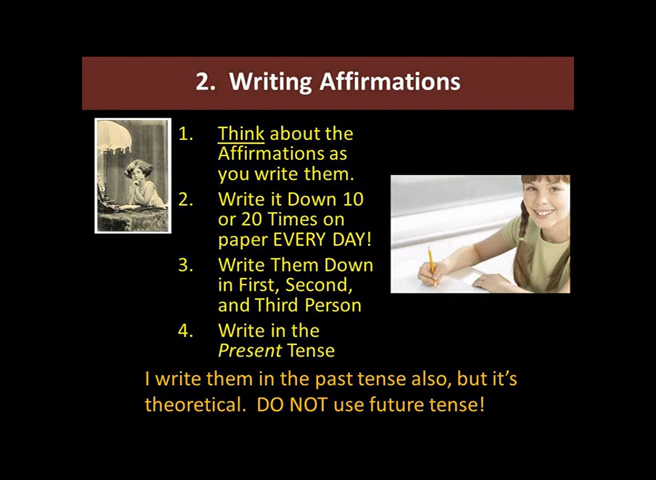 2. Writing Affirmations
1. Think about the
Affirmations as
you write them.
2. Write it Down 10
or 20 Times on
paper EVERY DAY!
3. Write Them Down
in First, Second,
and Third Person
4. Write in the
Present Tense
I write them in the past tense also, but it's
theoretical. DO NOT use future tense!